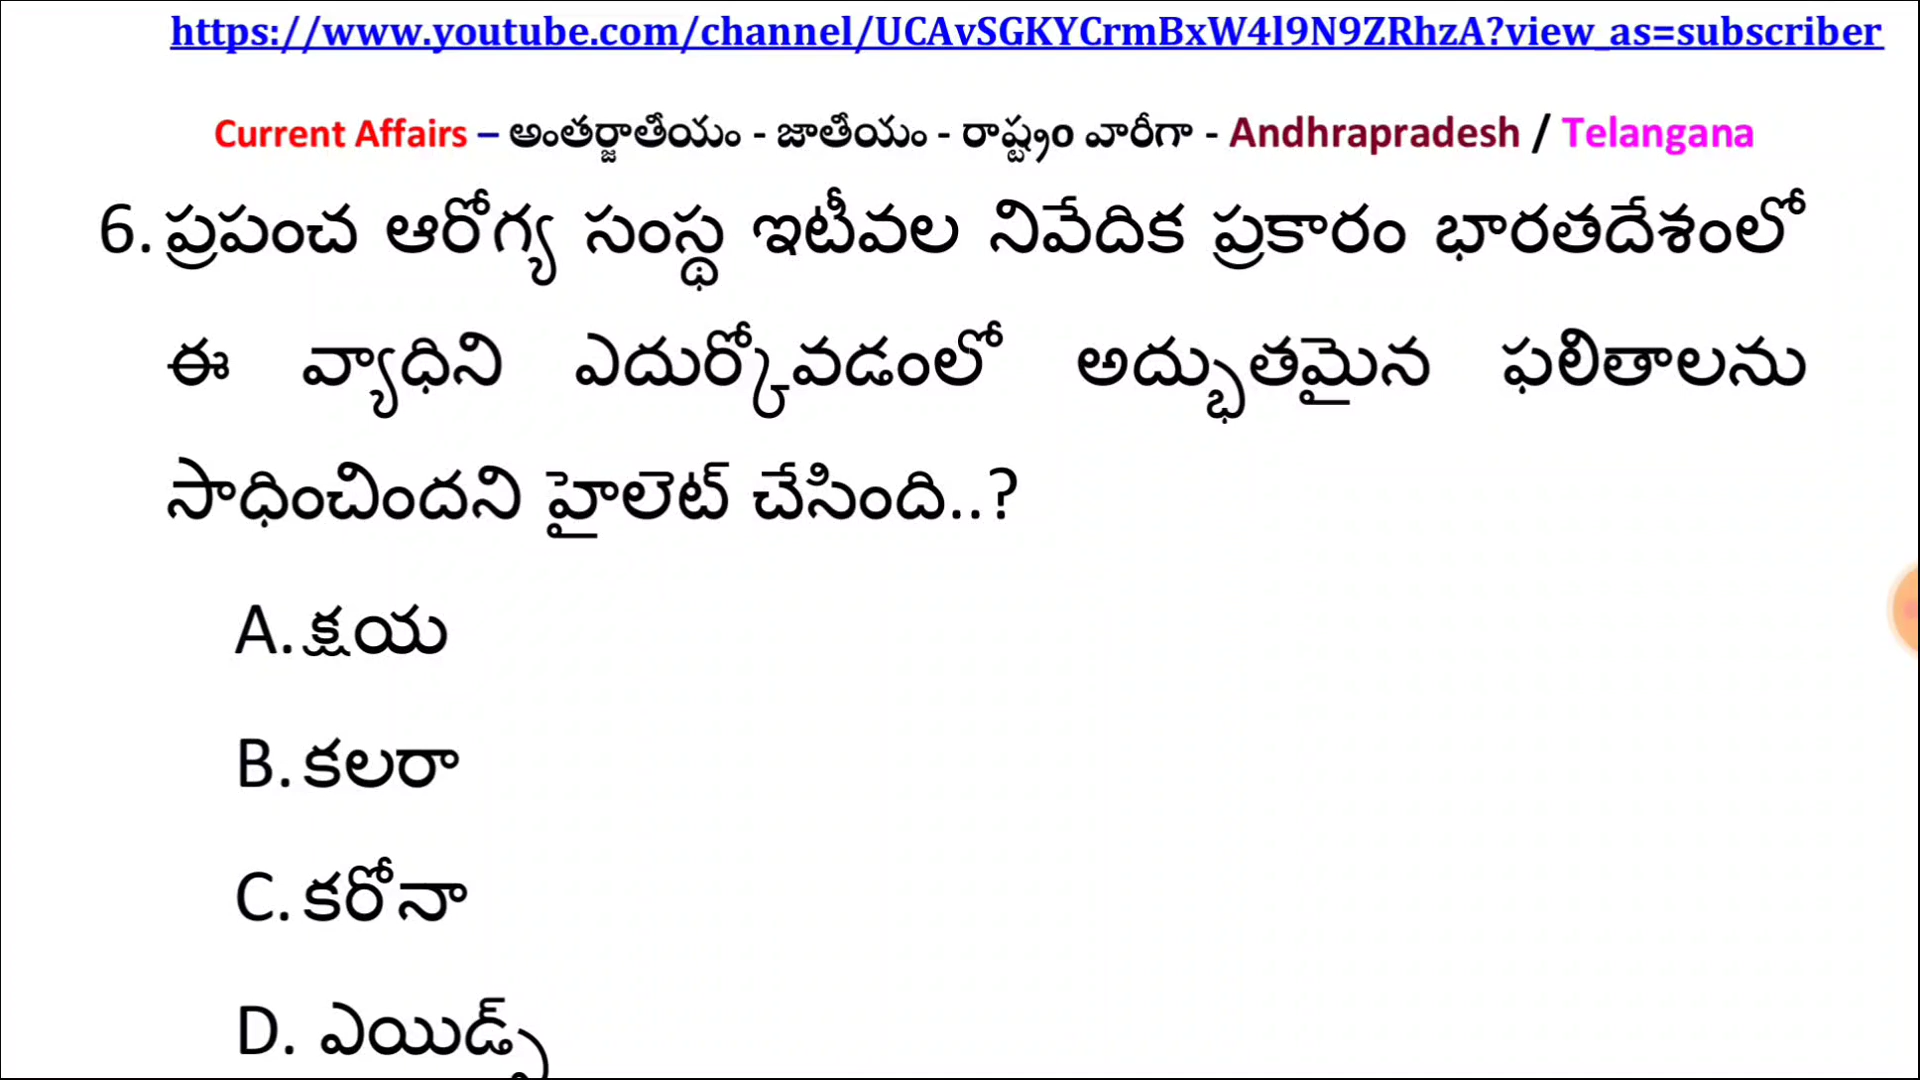 https://www.youtube.com/channel/UCAvSGKYCrmBxW4l9N9ZRhzA?view_as=subscriber
Current Affairs – అంతర్జాతీయం - జాతీయం - రాష్ట్రం వారీగా - Andhrapradesh / Telangana
6. ప్రపంచ ఆరోగ్య సంస్థ ఇటీవల నివేదిక ప్రకారం భారతదేశంలో
ఈ వ్యాధిని ఎదుర్కోవడంలో అద్భుతమైన ఫలితాలను
సాధించిందని హైలెట్ చేసింది..?
A. క్షయ
B. కలరా
C. కరోనా
D. ఎయిడ్స్